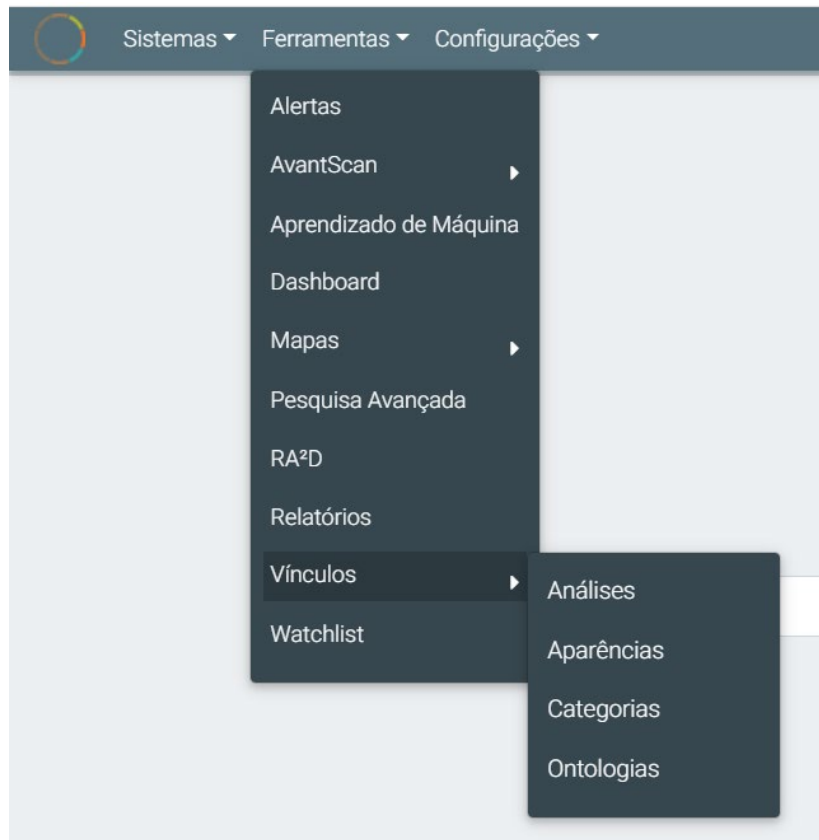 Sistemas Ferramentas Configurações
Alertas
AvantScan
Aprendizado de Máquina
Dashboard
Mapas
Pesquisa Avançada
RA²D
Relatórios
Vínculos
Watchlist
Análises
Aparências
Categorias
Ontologias